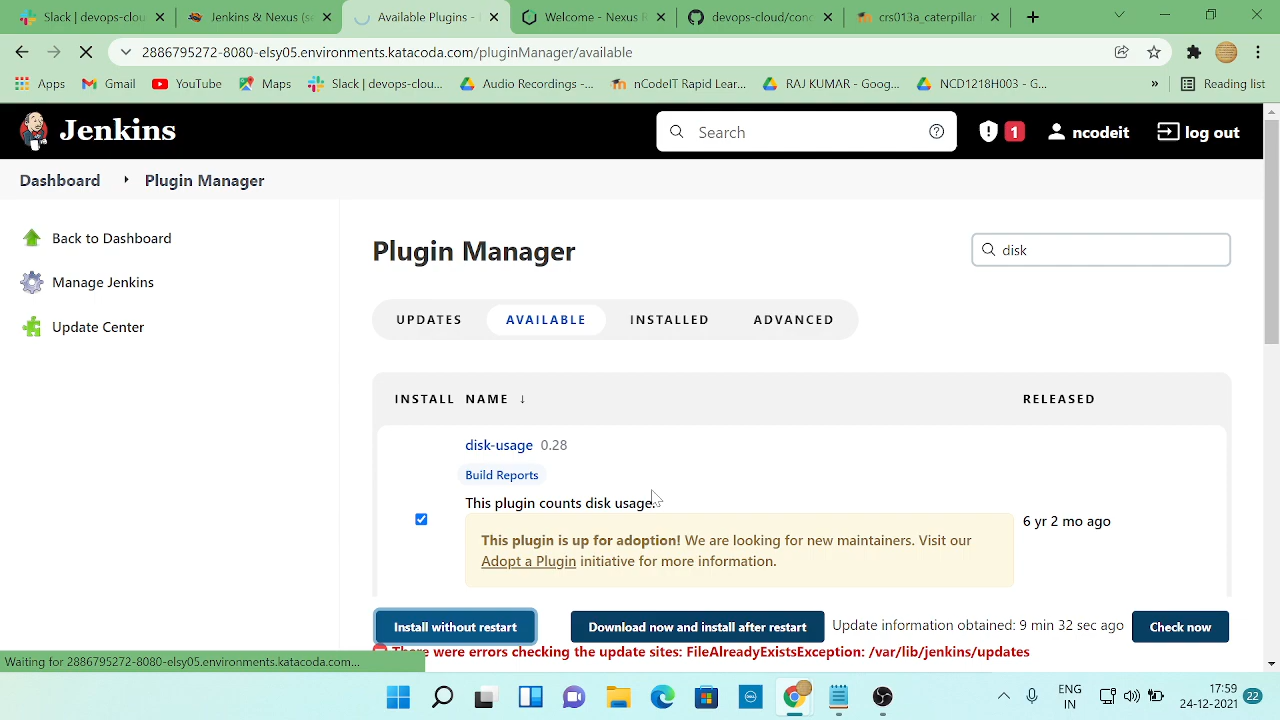 Slack | devops-clou
Jenkins & Nexus (se
Available Plugins - J
Welcome - Nexus R
devops-cloud/conc
crs013a_caterpillar
2886795272-8080-elsy05.environments.katacoda.com/pluginManager/available
Apps
Gmail
YouTube
Maps
Slack | devops-clou...
Audio Recordings -...
nCodeIT Rapid Lear...
RAJ KUMAR - Goog...
NCD1218H003 - G...
»
Reading list
Jenkins
Search
1
ncodeit
log out
Dashboard
Plugin Manager
Back to Dashboard
Manage Jenkins
Update Center
Plugin Manager
disk
UPDATES
AVAILABLE
INSTALLED
ADVANCED
INSTALL NAME ↓ RELEASED
disk-usage 0.28
Build Reports
This plugin counts disk usage.
This plugin is up for adoption! We are looking for new maintainers. Visit our
Adopt a Plugin initiative for more information.
6 yr 2 mo ago
Install without restart
Download now and install after restart
Update information obtained: 9 min 32 sec ago
Check now
There were errors checking the update sites: FileAlreadyExistsException: /var/lib/jenkins/updates
Waiting for 2886795272-8080-elsy05.environments.katacoda.com...
DELL
ENG
IN
17:59
24-12-2021
22